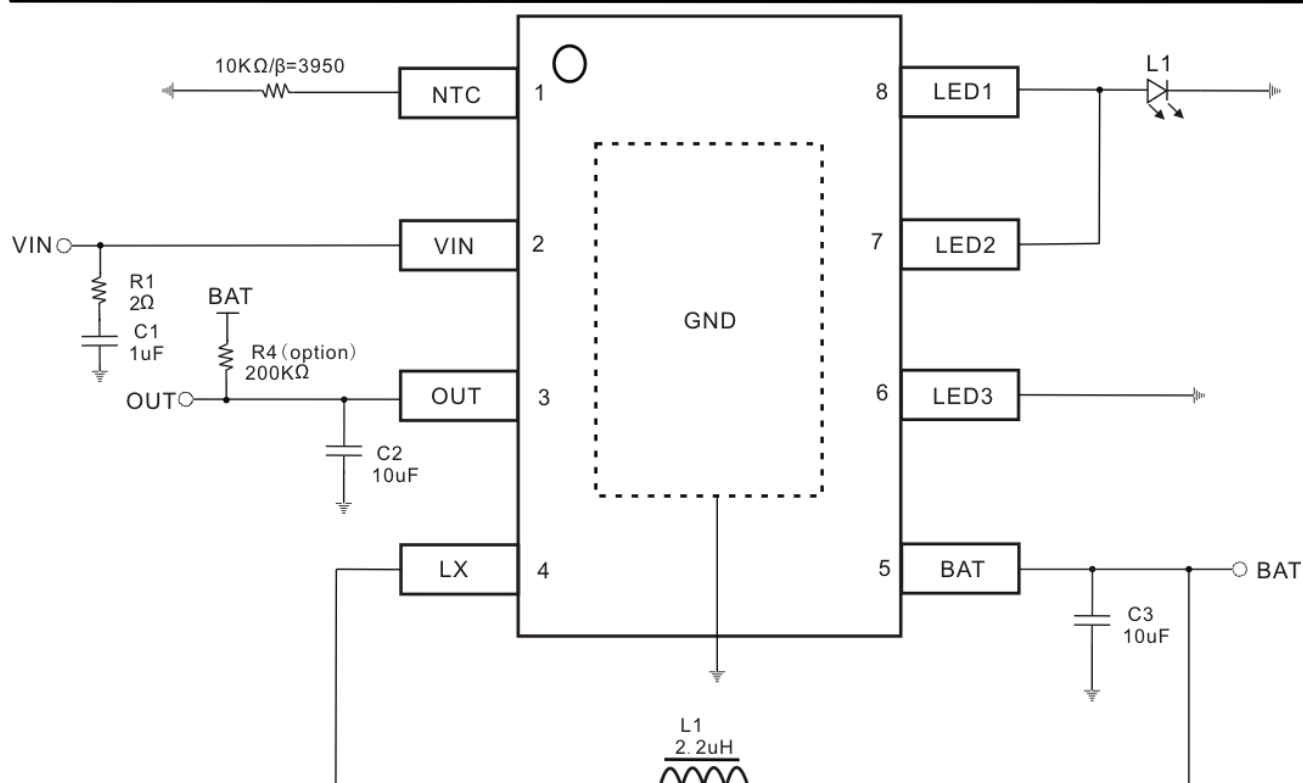 10KΩ/β=3950
NTC
1
8
LED1
L1
VIN
VIN
2
7
LED2
R1
2Ω
C1
1uF
BAT
R4(option)
200KΩ
GND
OUT
OUT
3
6
LED3
C2
10uF
LX
4
5
BAT
BAT
C3
10uF
L1
2.2uH